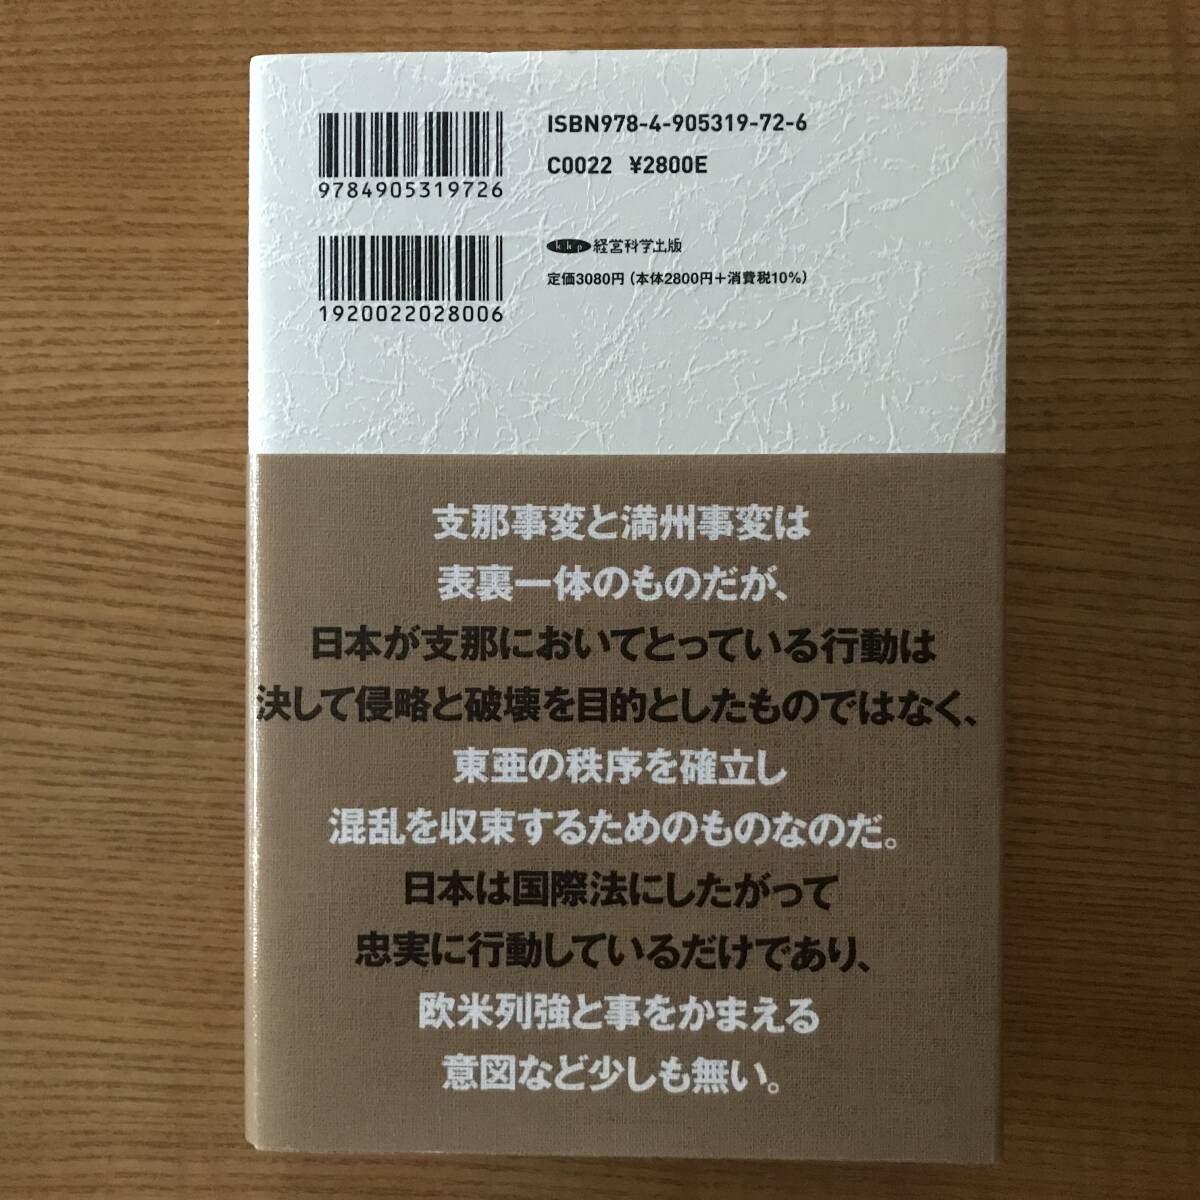 ISBN978-4-905319-72-6
C0022 ¥2800E
9784905319726
kkp 経営科学出版
定価3080円（本体2800円＋消費税10%）
1920022028006
支那事変と満州事変は
表裏一体のものだが、
日本が支那においてとっている行動は
決して侵略と破壊を目的としたものではなく、
東亜の秩序を確立し
混乱を収束するためのものなのだ。
日本は国際法にしたがって
忠実に行動しているだけであり、
欧米列強と事をかまえる
意図など少しも無い。